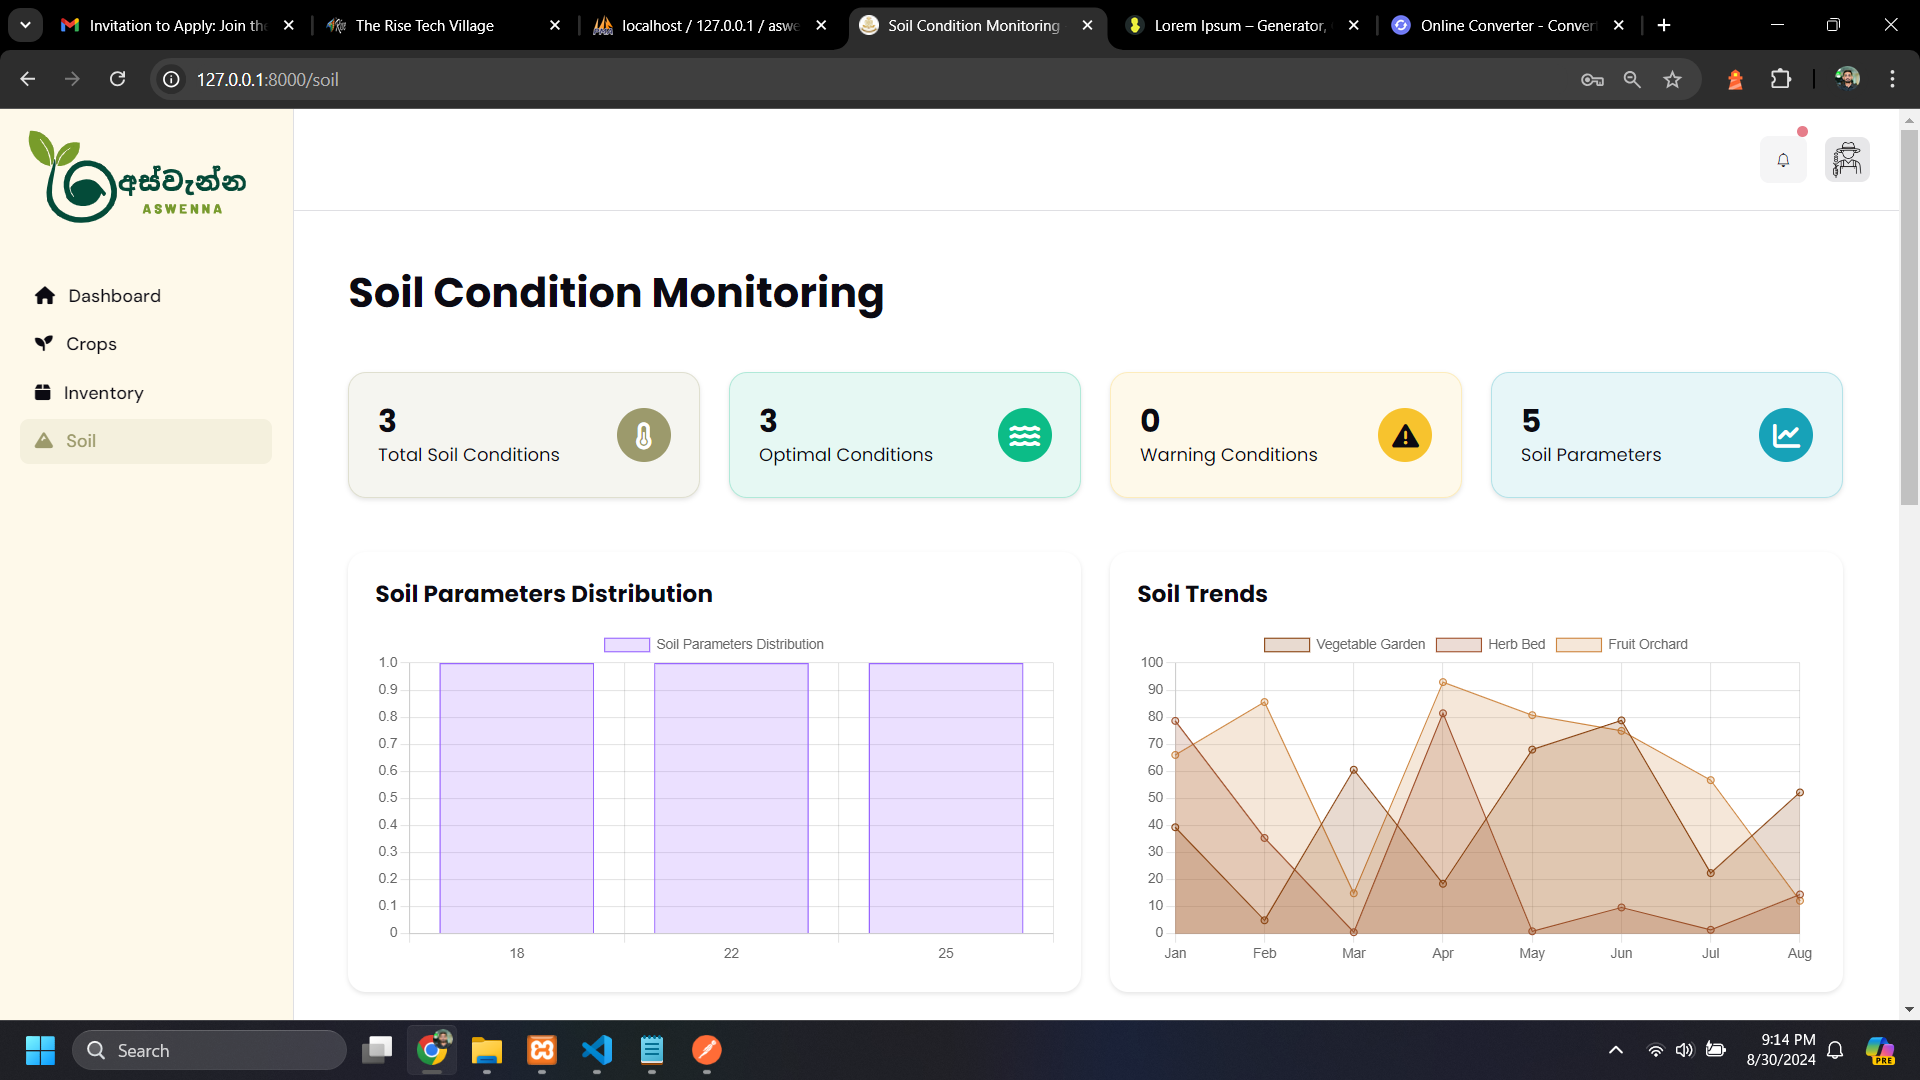 Invitation to Apply: Join the
The Rise Tech Village
localhost / 127.0.0.1 / aswe
Soil Condition Monitoring
Lorem Ipsum – Generator,
Online Converter - Convert
127.0.0.1:8000/soil
අස්වැන්න
ASWENNA
Dashboard
Crops
Inventory
Soil
Soil Condition Monitoring
3
Total Soil Conditions
3
Optimal Conditions
0
Warning Conditions
5
Soil Parameters
Soil Parameters Distribution
Soil Parameters Distribution
1.0
0.9
0.8
0.7
0.6
0.5
0.4
0.3
0.2
0.1
0
18 22 25
Soil Trends
Vegetable Garden Herb Bed Fruit Orchard
100
90
80
70
60
50
40
30
20
10
0
Jan Feb Mar Apr May Jun Jul Aug
Search
9:14 PM
8/30/2024
PRE